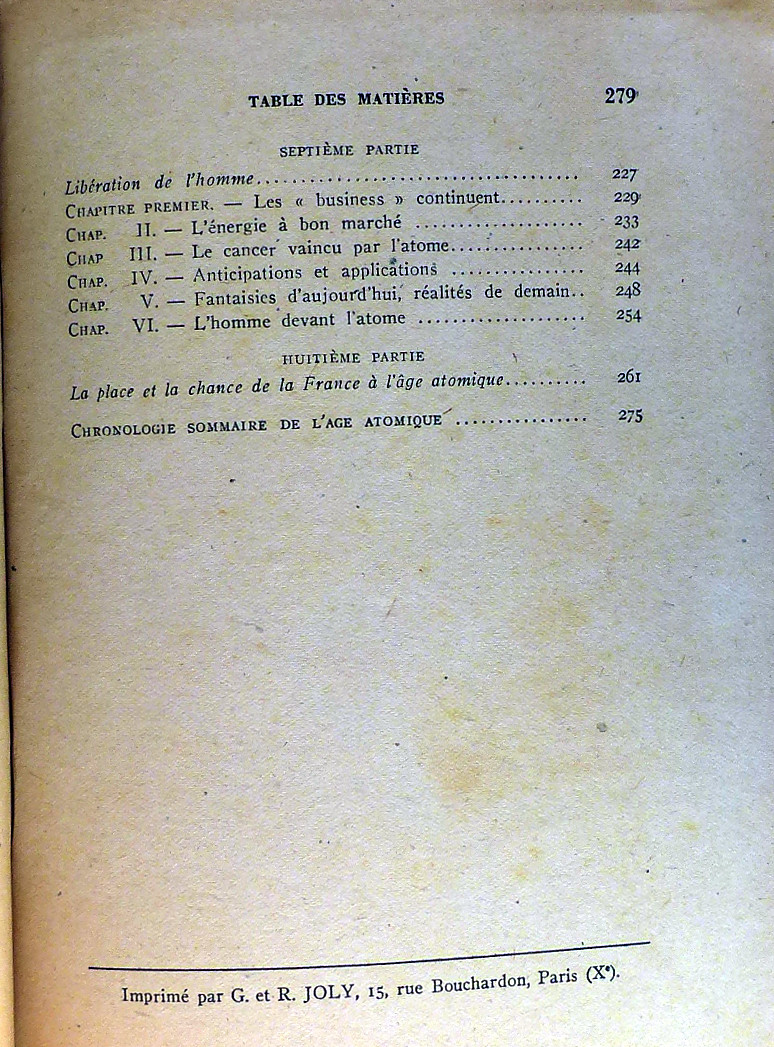 TABLE DES MATIÈRES 279
SEPTIÈME PARTIE
Libération de l'homme...................................... 227
CHAPITRE PREMIER. — Les « business » continuent.......... 229
CHAP. II. — L'énergie à bon marché .................... 233
CHAP III. — Le cancer vaincu par l'atome................ 242
CHAP. IV. — Anticipations et applications ................ 244
CHAP. V. — Fantaisies d'aujourd'hui, réalités de demain.. 248
CHAP. VI. — L'homme devant l'atome .................... 254
HUITIÈME PARTIE
La place et la chance de la France à l'âge atomique.......... 261
CHRONOLOGIE SOMMAIRE DE L'AGE ATOMIQUE ................ 275
Imprimé par G. et R. JOLY, 15, rue Bouchardon, Paris (Xe).